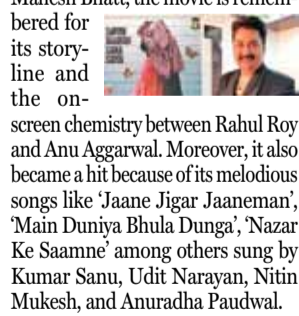 Mahesh Bhatt, the movie is remem-
bered for
its story-
line and
the on-
screen chemistry between Rahul Roy
and Anu Aggarwal. Moreover, it also
became a hit because of its melodious
songs like ‘Jaane Jigar Jaaneman’,
‘Main Duniya Bhula Dunga’, ‘Nazar
Ke Saamne’ among others sung by
Kumar Sanu, Udit Narayan, Nitin
Mukesh, and Anuradha Paudwal.